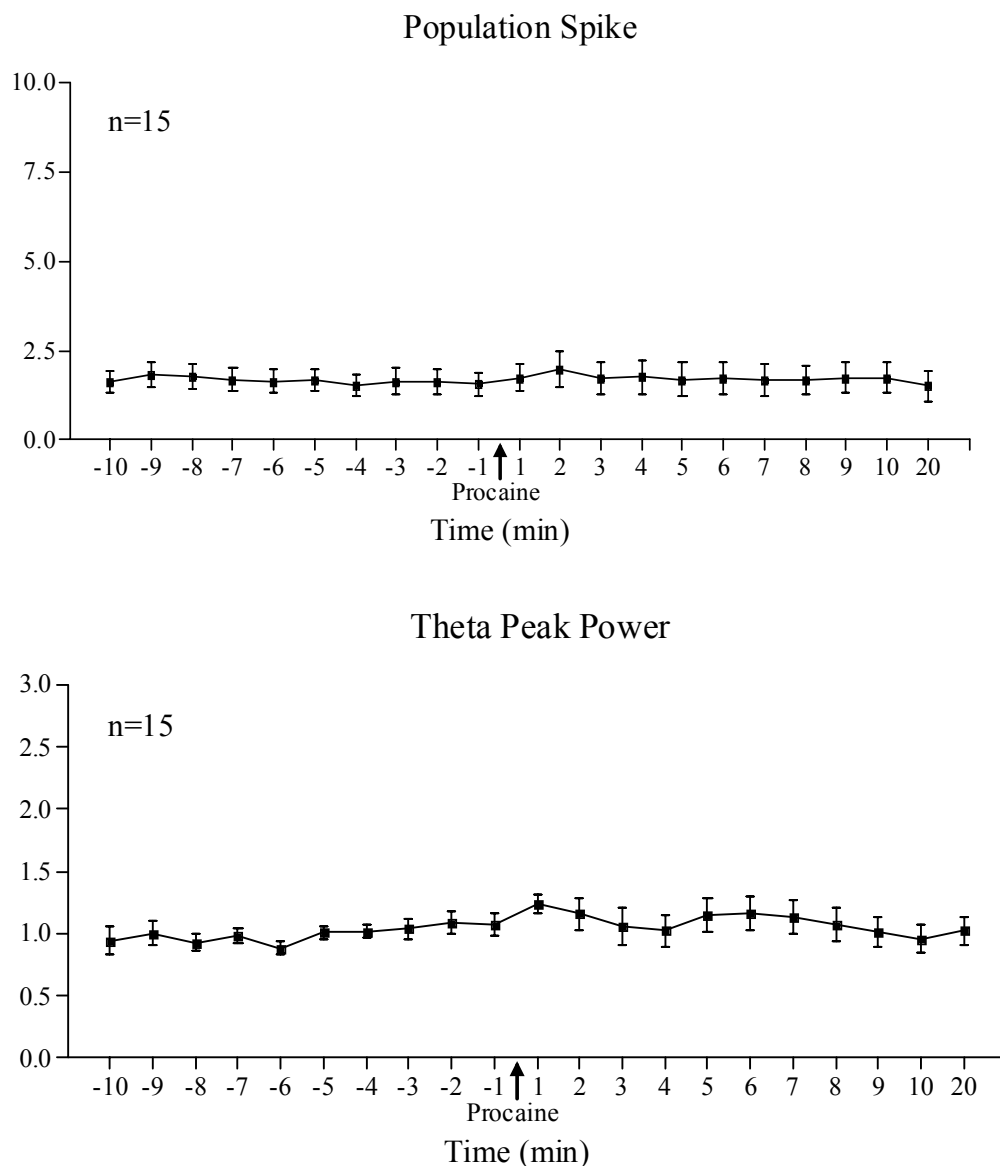 Population Spike
10.0
n=15
7.5
5.0
2.5
0.0
-10 -9 -8 -7 -6 -5 -4 -3 -2 -1 1 2 3 4 5 6 7 8 9 10 20
Procaine
Time (min)
Theta Peak Power
3.0
n=15
2.5
2.0
1.5
1.0
0.5
0.0
-10 -9 -8 -7 -6 -5 -4 -3 -2 -1 1 2 3 4 5 6 7 8 9 10 20
Procaine
Time (min)